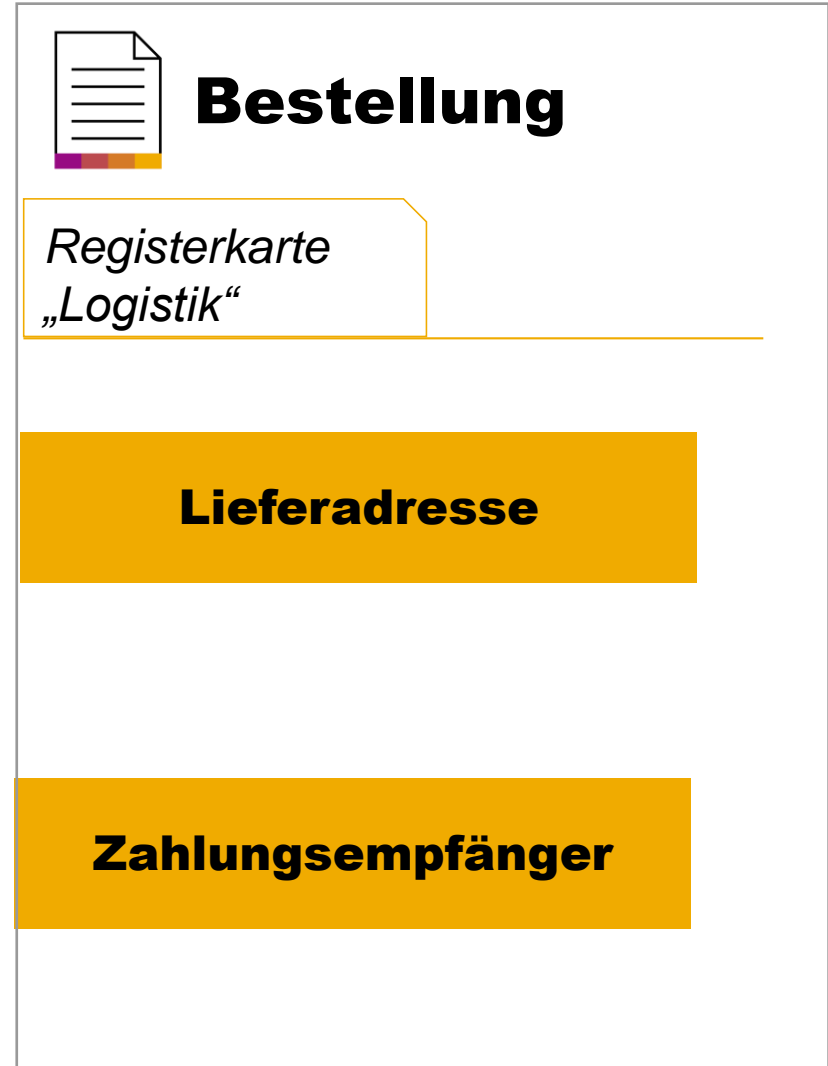 Bestellung
Registerkarte
„Logistik“
Lieferadresse
Zahlungsempfänger